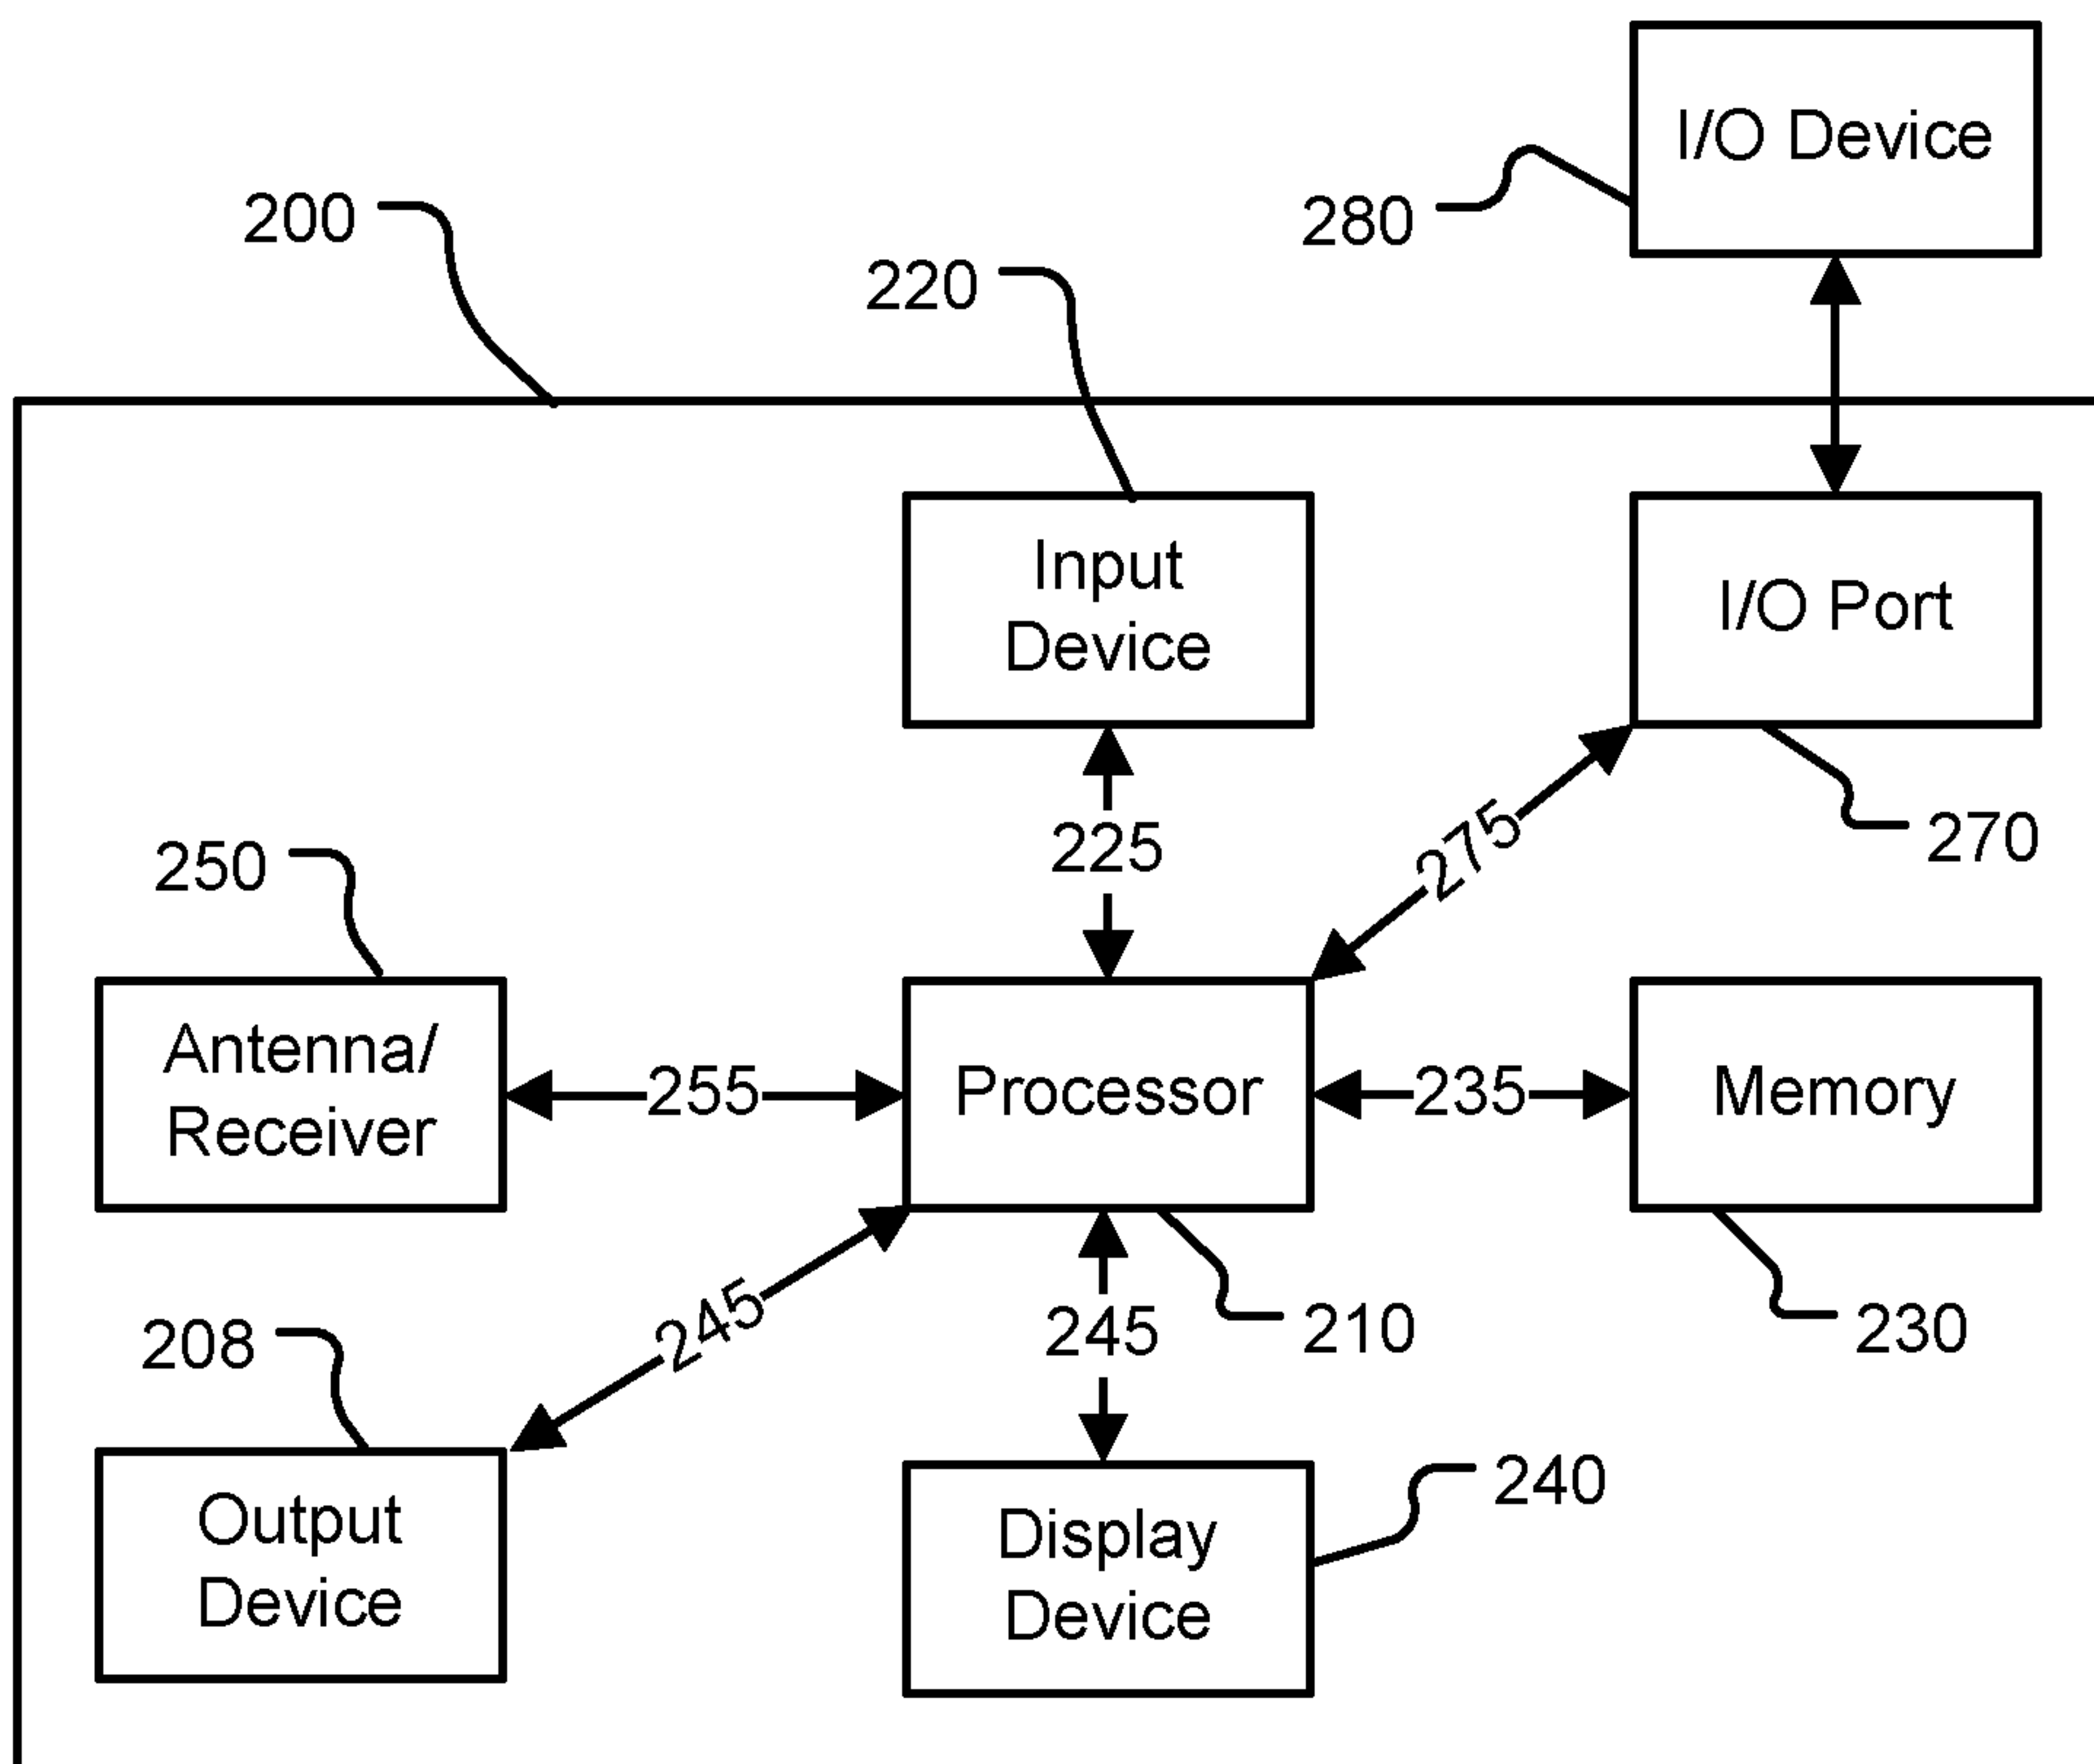 I/O Device
280
200
220
Input
Device
I/O Port
225
275
270
250
Antenna/
Receiver
255
Processor
235
Memory
245
208
245
210
230
Output
Device
Display
Device
240